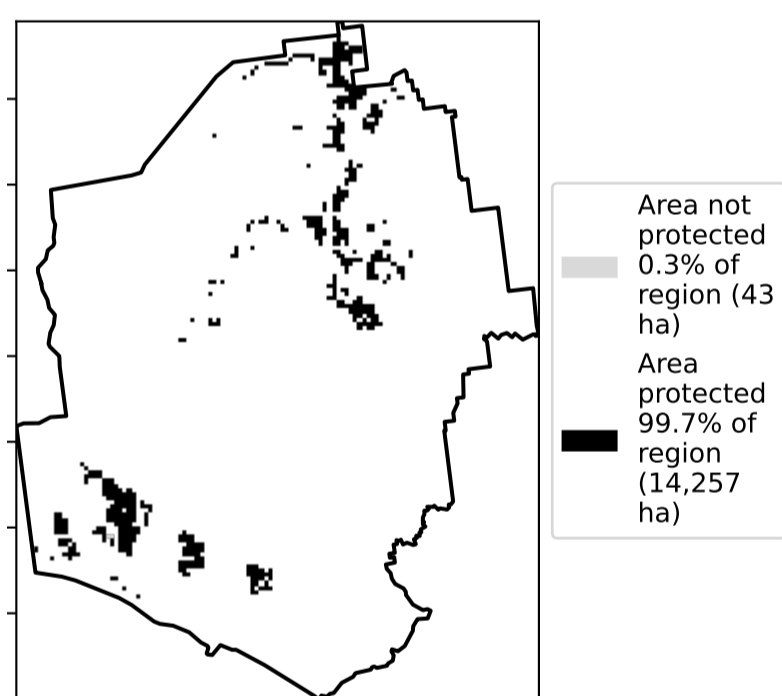 Area not
protected
0.3% of
region (43
ha)
Area
protected
99.7% of
region
(14,257
ha)